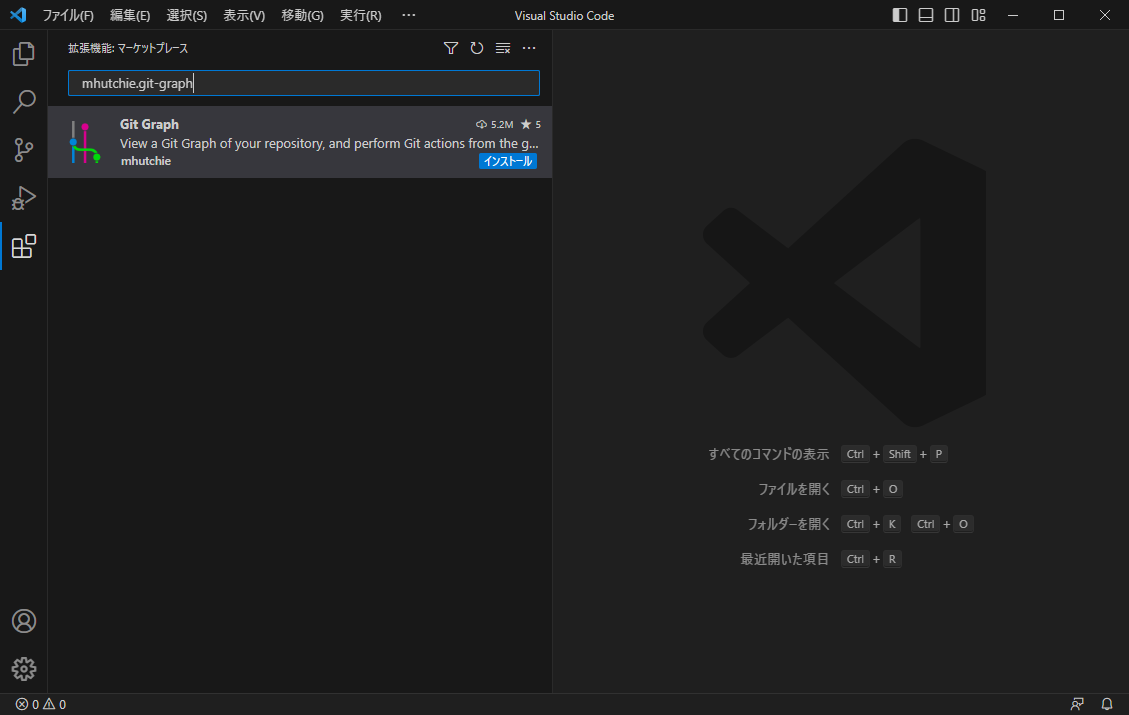 ファイル(F) 編集(E) 選択(S) 表示(V) 移動(G) 実行(R) ··· Visual Studio Code
拡張機能: マーケットプレース
mhutchie.git-graph
Git Graph 5.2M ★ 5
View a Git Graph of your repository, and perform Git actions from the g...
mhutchie インストール
すべてのコマンドの表示 Ctrl + Shift + P
ファイルを開く Ctrl + O
フォルダーを開く Ctrl + K Ctrl + O
最近開いた項目 Ctrl + R
0 0